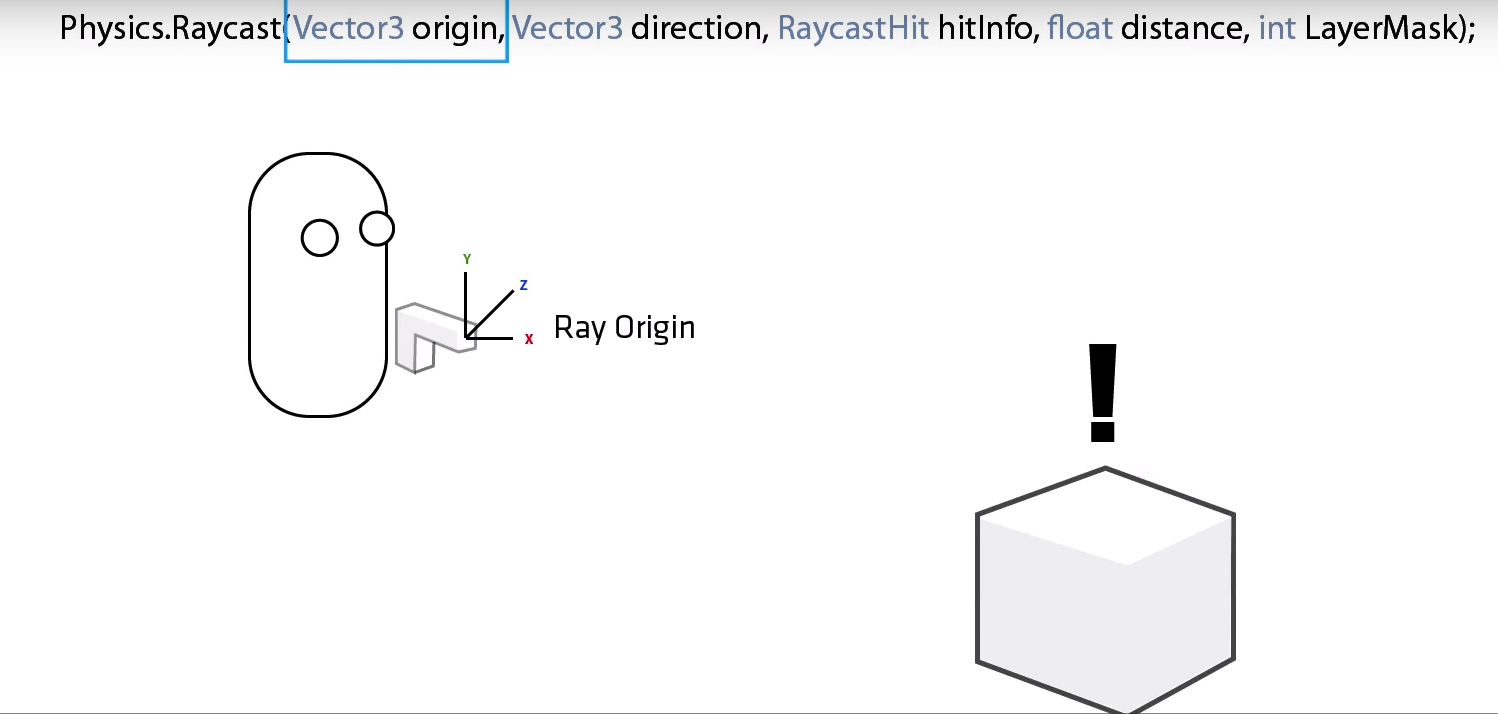 Physics.Raycast(Vector3 origin, Vector3 direction, RaycastHit hitInfo, float distance, int LayerMask);
Y
Z
X
Ray Origin
!